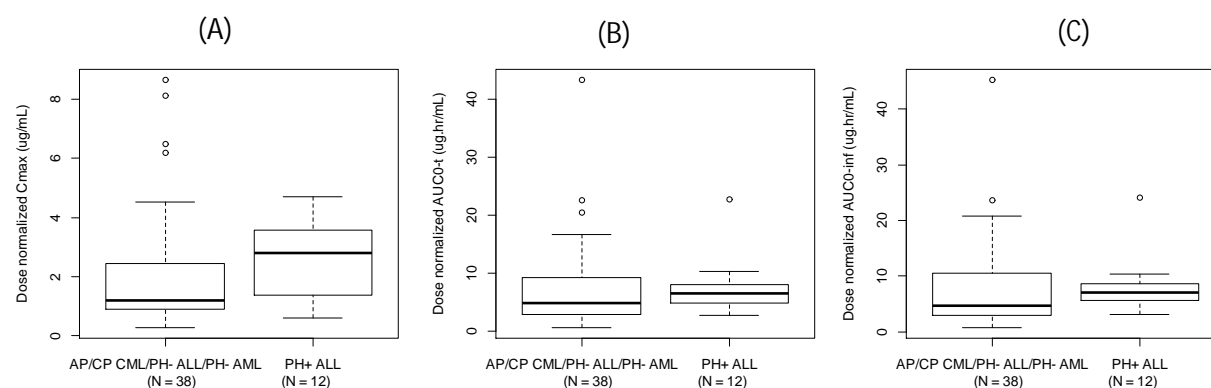 (A)
Dose normalized Cmax (ug/mL)
0
2
4
6
8
AP/CP CML/PH- ALL/PH- AML
(N = 38)
PH+ ALL
(N = 12)
(B)
Dose normalized AUC0-t (ug.hr/mL)
0
10
20
30
40
AP/CP CML/PH- ALL/PH- AML
(N = 38)
PH+ ALL
(N = 12)
(C)
Dose normalized AUC0-inf (ug.hr/mL)
0
10
20
30
40
AP/CP CML/PH- ALL/PH- AML
(N = 38)
PH+ ALL
(N = 12)